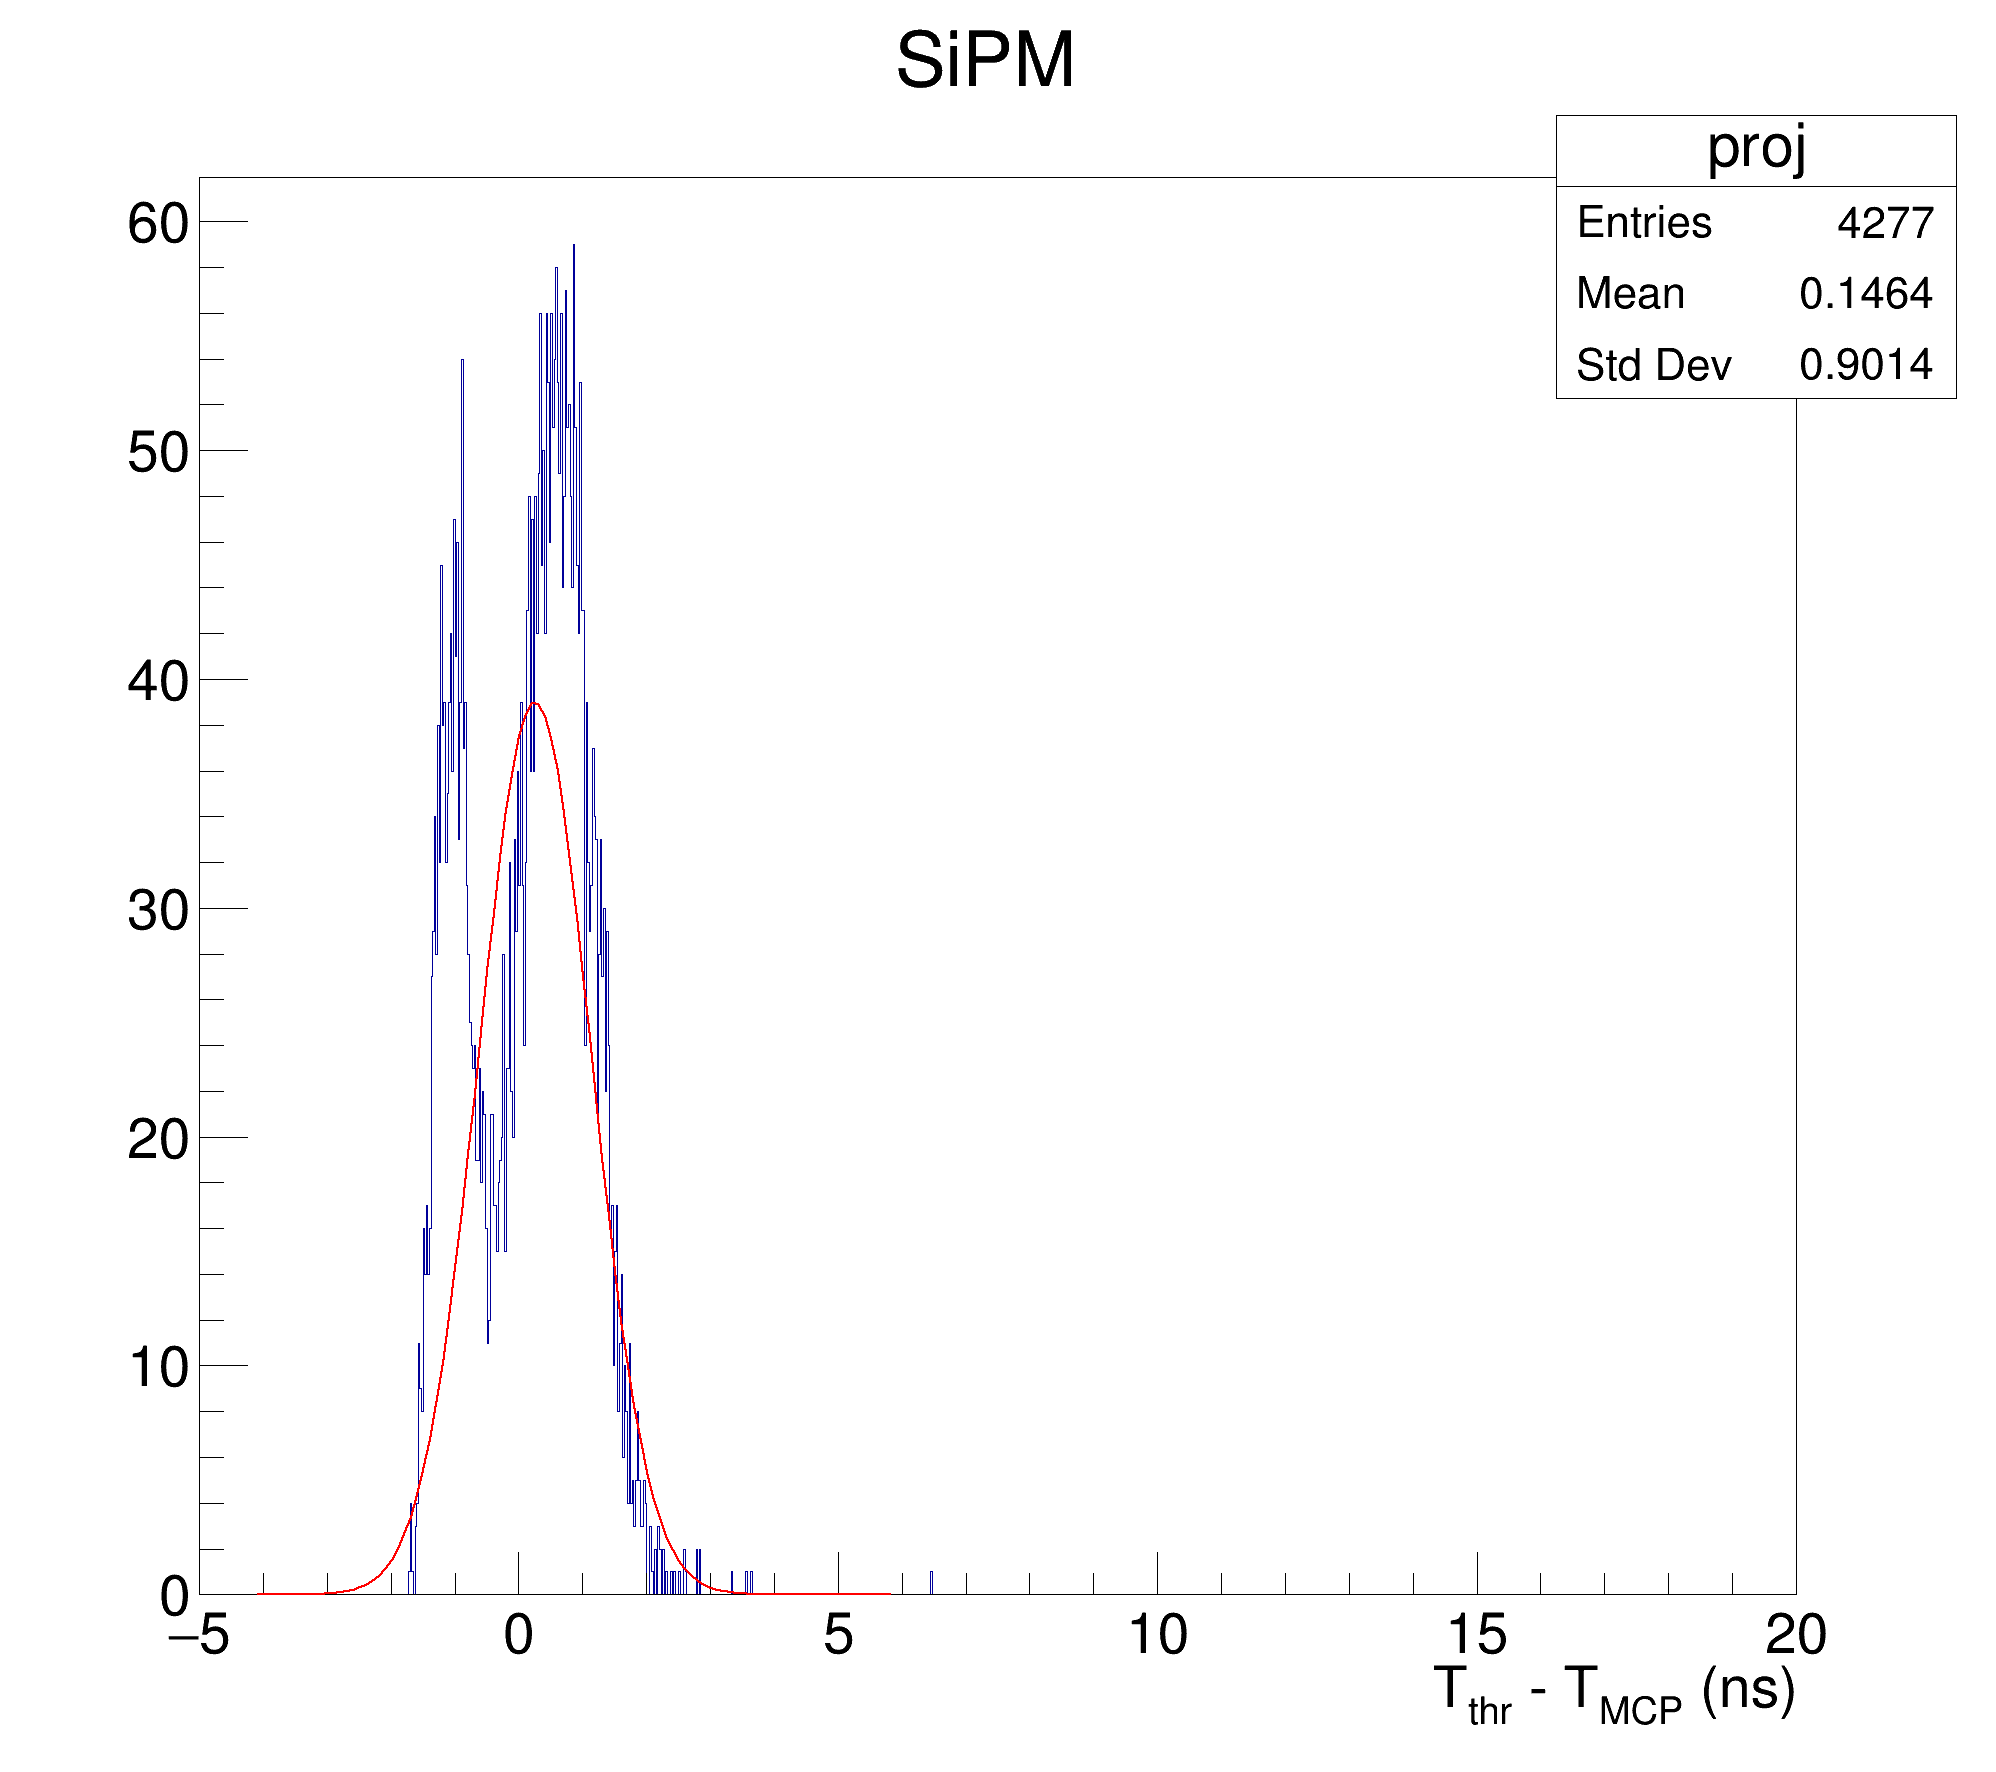 SiPM
proj
Entries 4277
Mean 0.1464
Std Dev 0.9014
60
50
40
30
20
10
0
−5 0 5 10 15 20
T_thr - T_MCP (ns)